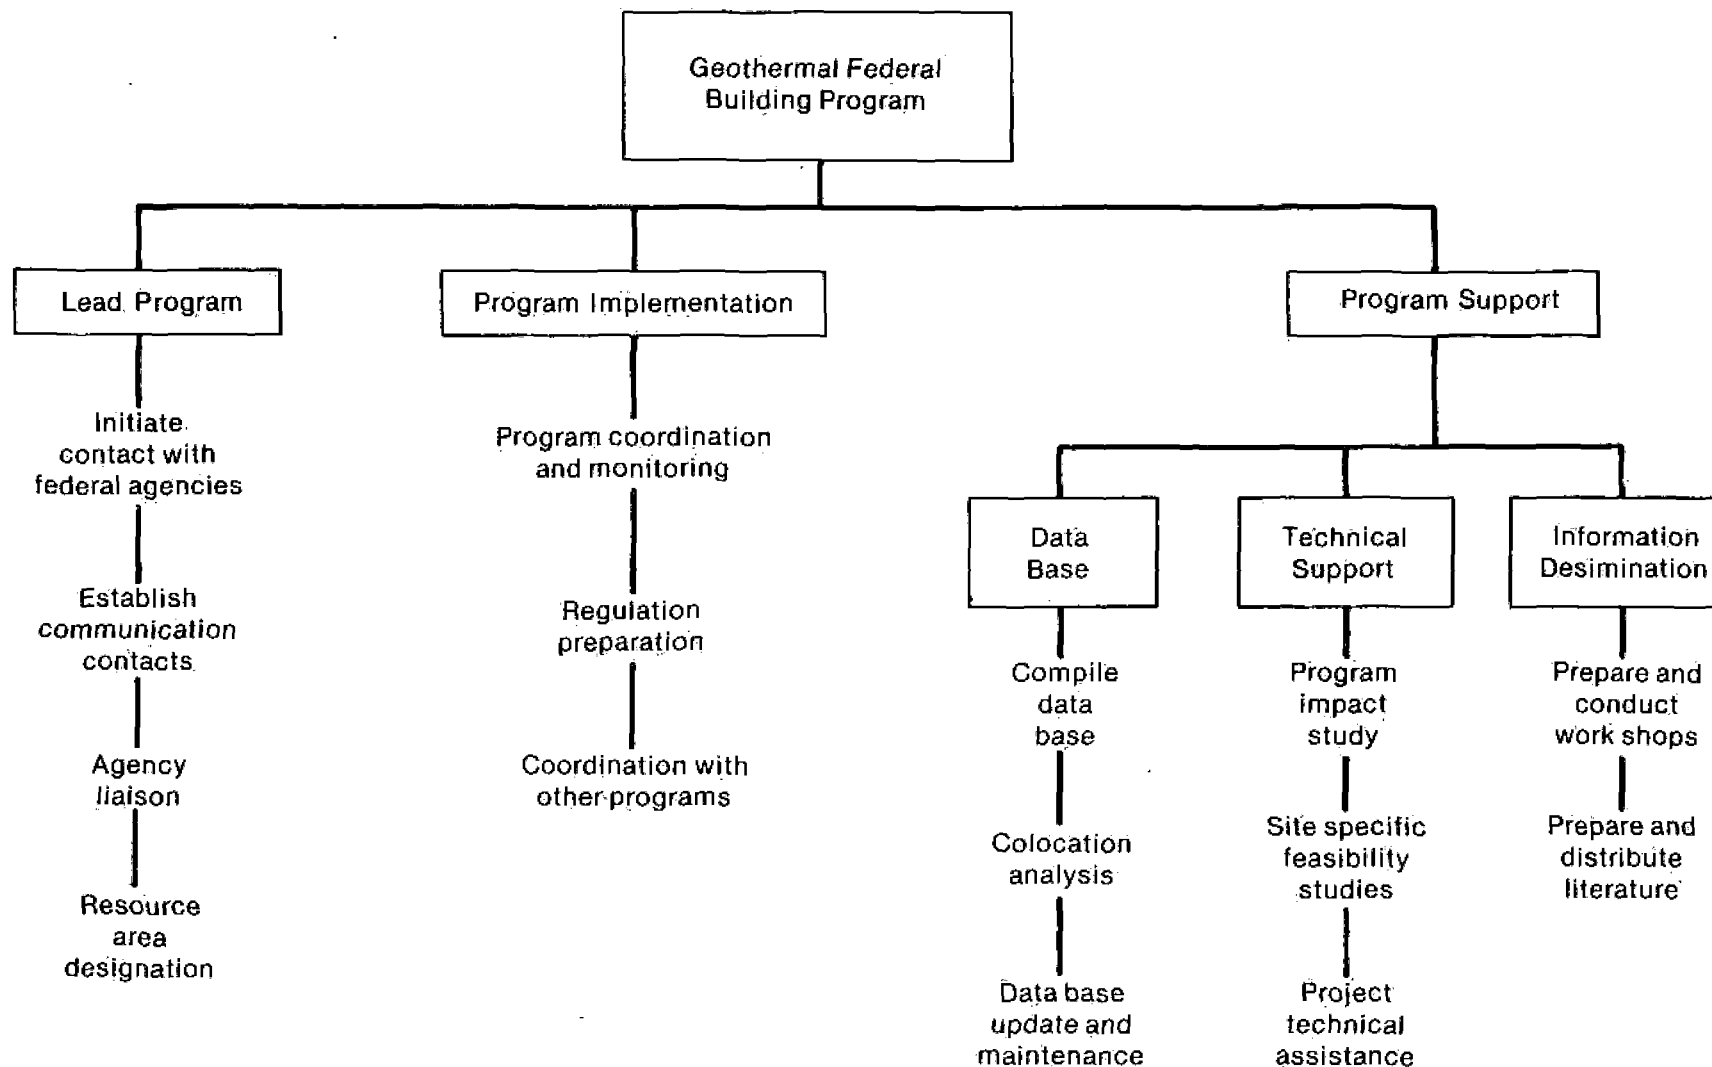 Geothermal Federal
Building Program
Lead Program
Program Implementation
Program Support
Initiate
contact with
federal agencies
Establish
communication
contacts
Agency
liaison
Resource
area
designation
Program coordination
and monitoring
Regulation
preparation
Coordination with
other programs
Data
Base
Compile
data
base
Colocation
analysis
Data base
update and
maintenance
Technical
Support
Program
impact
study
Site specific
feasibility
studies
Project
technical
assistance
Information
Desimination
Prepare and
conduct
work shops
Prepare and
distribute
literature